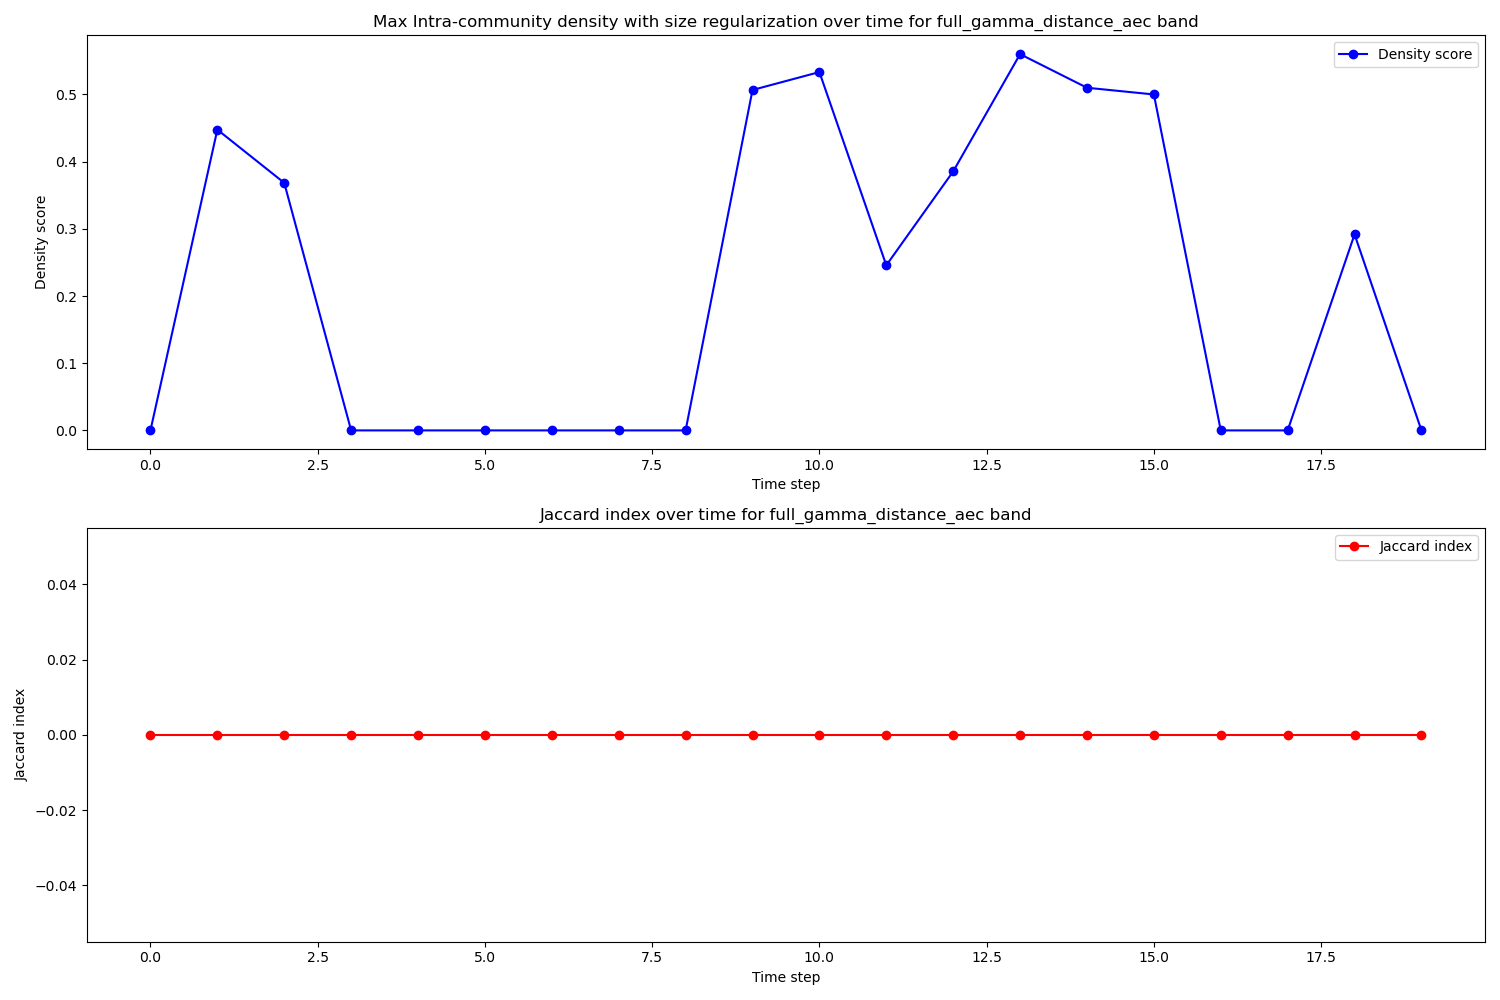 Max Intra-community density with size regularization over time for full_gamma_distance_aec band
Density score
0.5
0.4
0.3
0.2
0.1
0.0
Density score
0.0 2.5 5.0 7.5 10.0 12.5 15.0 17.5
Time step
Jaccard index over time for full_gamma_distance_aec band
Jaccard index
0.04
0.02
0.00
−0.02
−0.04
Jaccard index
0.0 2.5 5.0 7.5 10.0 12.5 15.0 17.5
Time step